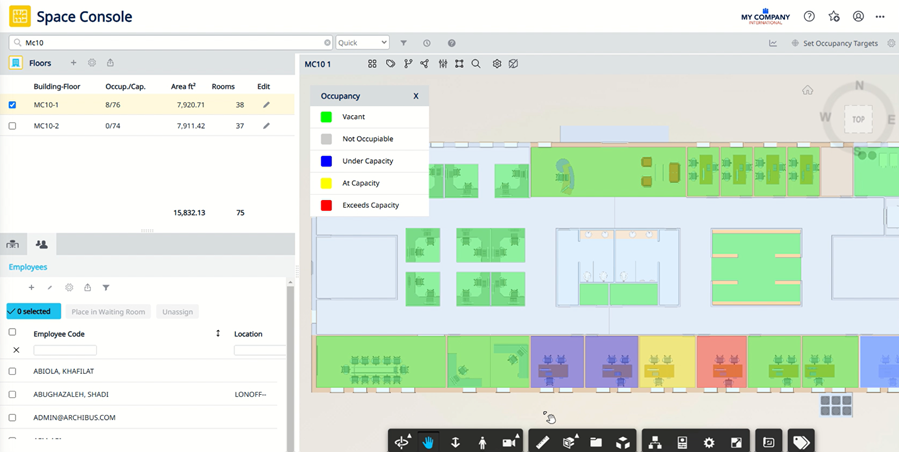 Space Console
MY COMPANY
INTERNATIONAL
Mc10
Quick
Set Occupancy Targets
Floors
Building-Floor Occup./Cap. Area ft² Rooms Edit
MC10-1 8/76 7,920.71 38
MC10-2 0/74 7,911.42 37
15,832.13 75
Employees
0 selected
Place in Waiting Room
Unassign
Employee Code Location
ABIOLA, KHAFILAT
ABUGHAZALEH, SHADI LONOFF--
ADMIN@ARCHIBUS.COM
MC10 1
Occupancy X
Vacant
Not Occupiable
Under Capacity
At Capacity
Exceeds Capacity
N
W
TOP
E
S